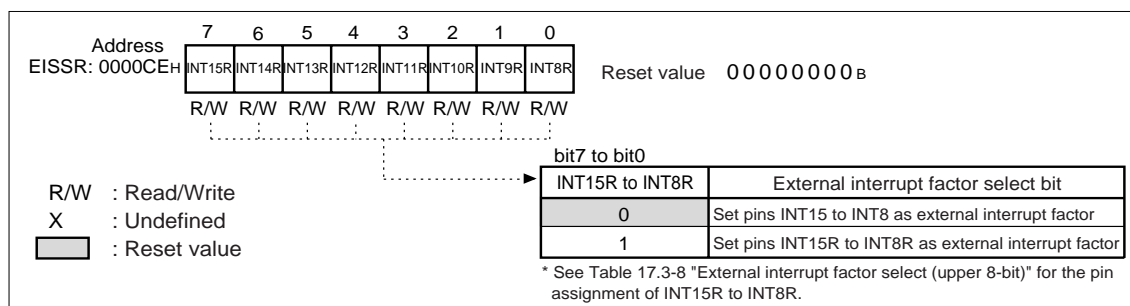 7 6 5 4 3 2 1 0
Address
EISSR: 0000CEH INT15R INT14R INT13R INT12R INT11R INT10R INT9R INT8R Reset value 00000000B
R/W R/W R/W R/W R/W R/W R/W R/W
bit7 to bit0
INT15R to INT8R External interrupt factor select bit
0 Set pins INT15 to INT8 as external interrupt factor
1 Set pins INT15R to INT8R as external interrupt factor
R/W : Read/Write
X : Undefined
: Reset value
* See Table 17.3-8 "External interrupt factor select (upper 8-bit)" for the pin
assignment of INT15R to INT8R.